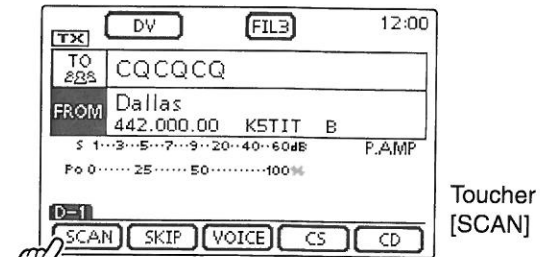 DV FIL3 12:00
TX
TO CQCQCQ
FROM Dallas
442.000.00 K5TIT B
S 1··3··5··7··9··20··40··60dB P.AMP
Po 0·····25·····50·········100%
D-1
SCAN SKIP VOICE CS CD
Toucher
[SCAN]